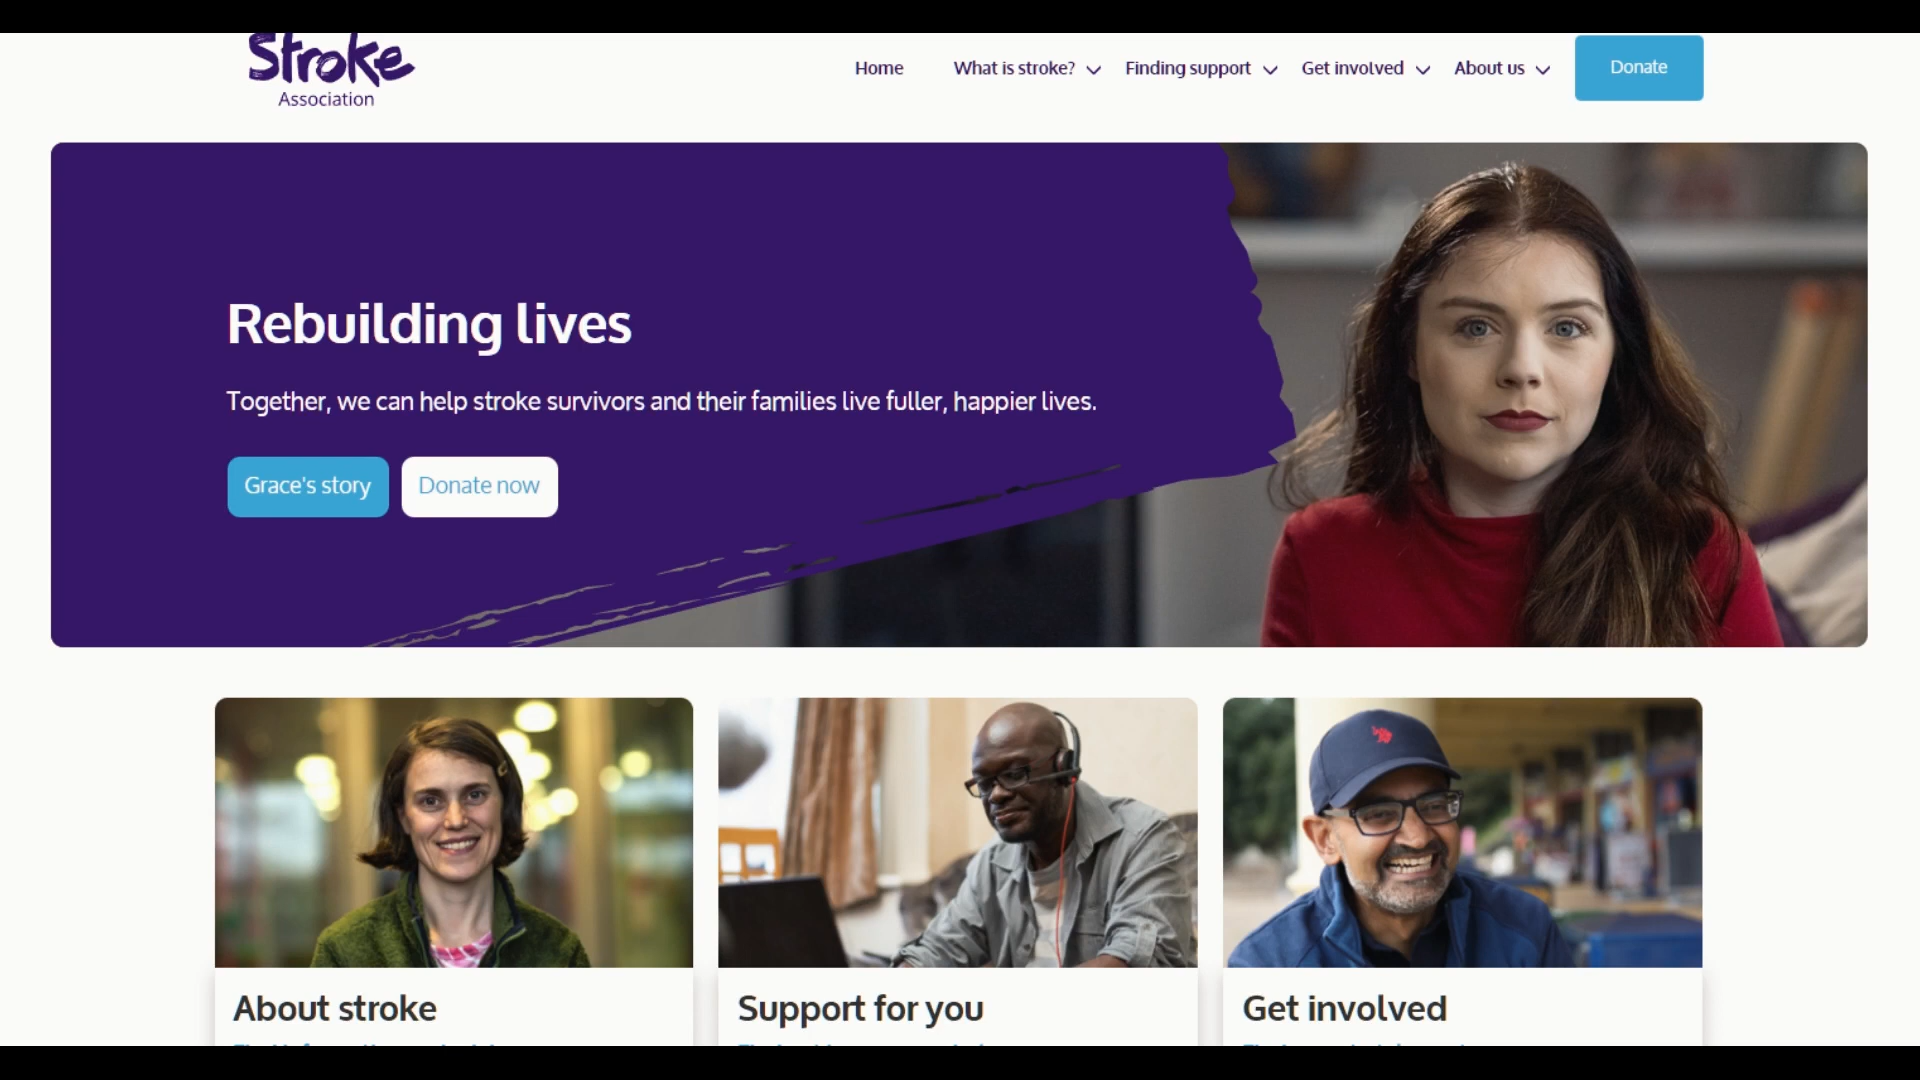 Stroke
Association
Home
What is stroke?
Finding support
Get involved
About us
Donate
Rebuilding lives
Together, we can help stroke survivors and their families live fuller, happier lives.
Grace's story
Donate now
About stroke
Support for you
Get involved